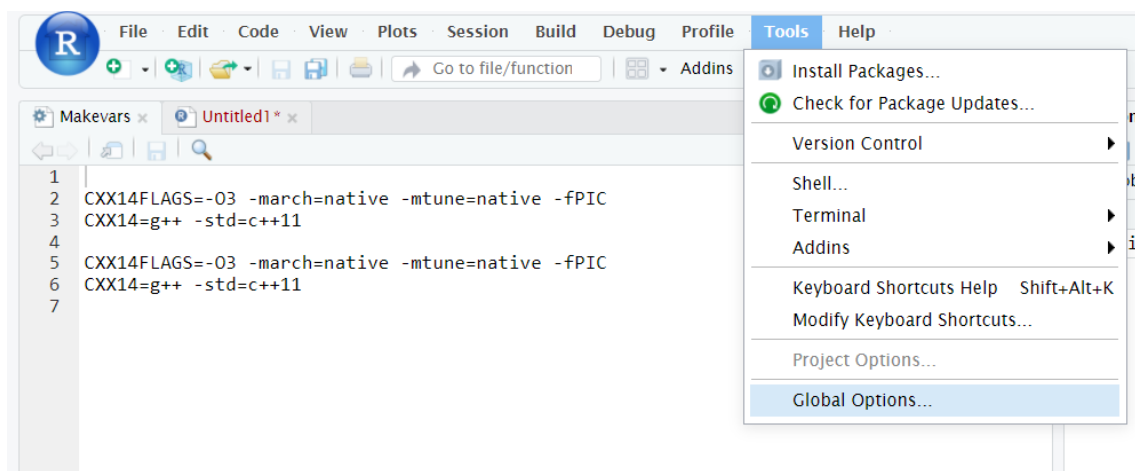 R File Edit Code View Plots Session Build Debug Profile Tools Help
R Go to file/function Addins
Install Packages...
Check for Package Updates...
Version Control
Shell...
Terminal
Addins
Keyboard Shortcuts Help Shift+Alt+K
Modify Keyboard Shortcuts...
Project Options...
Global Options...
Makevars × Untitled1* ×
1
2 CXX14FLAGS=-O3 -march=native -mtune=native -fPIC
3 CXX14=g++ -std=c++11
4
5 CXX14FLAGS=-O3 -march=native -mtune=native -fPIC
6 CXX14=g++ -std=c++11
7